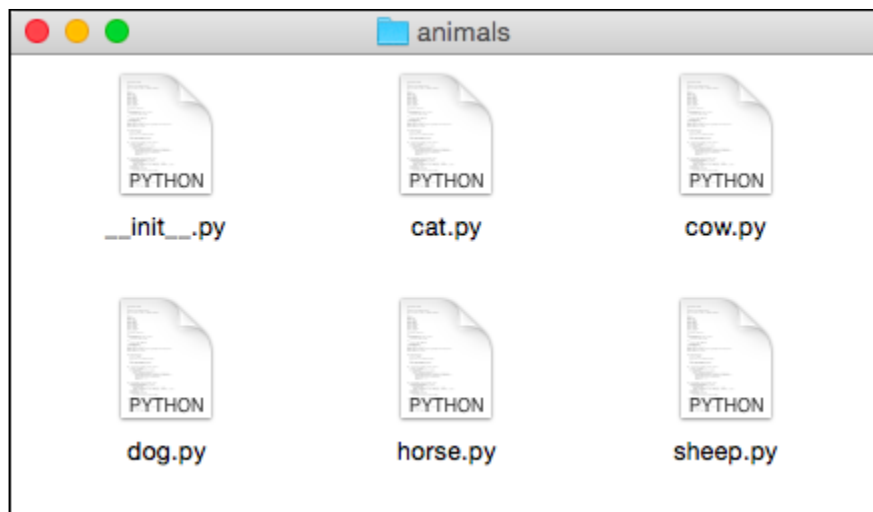 animals
PYTHON PYTHON PYTHON
__init__.py cat.py cow.py
PYTHON PYTHON PYTHON
dog.py horse.py sheep.py